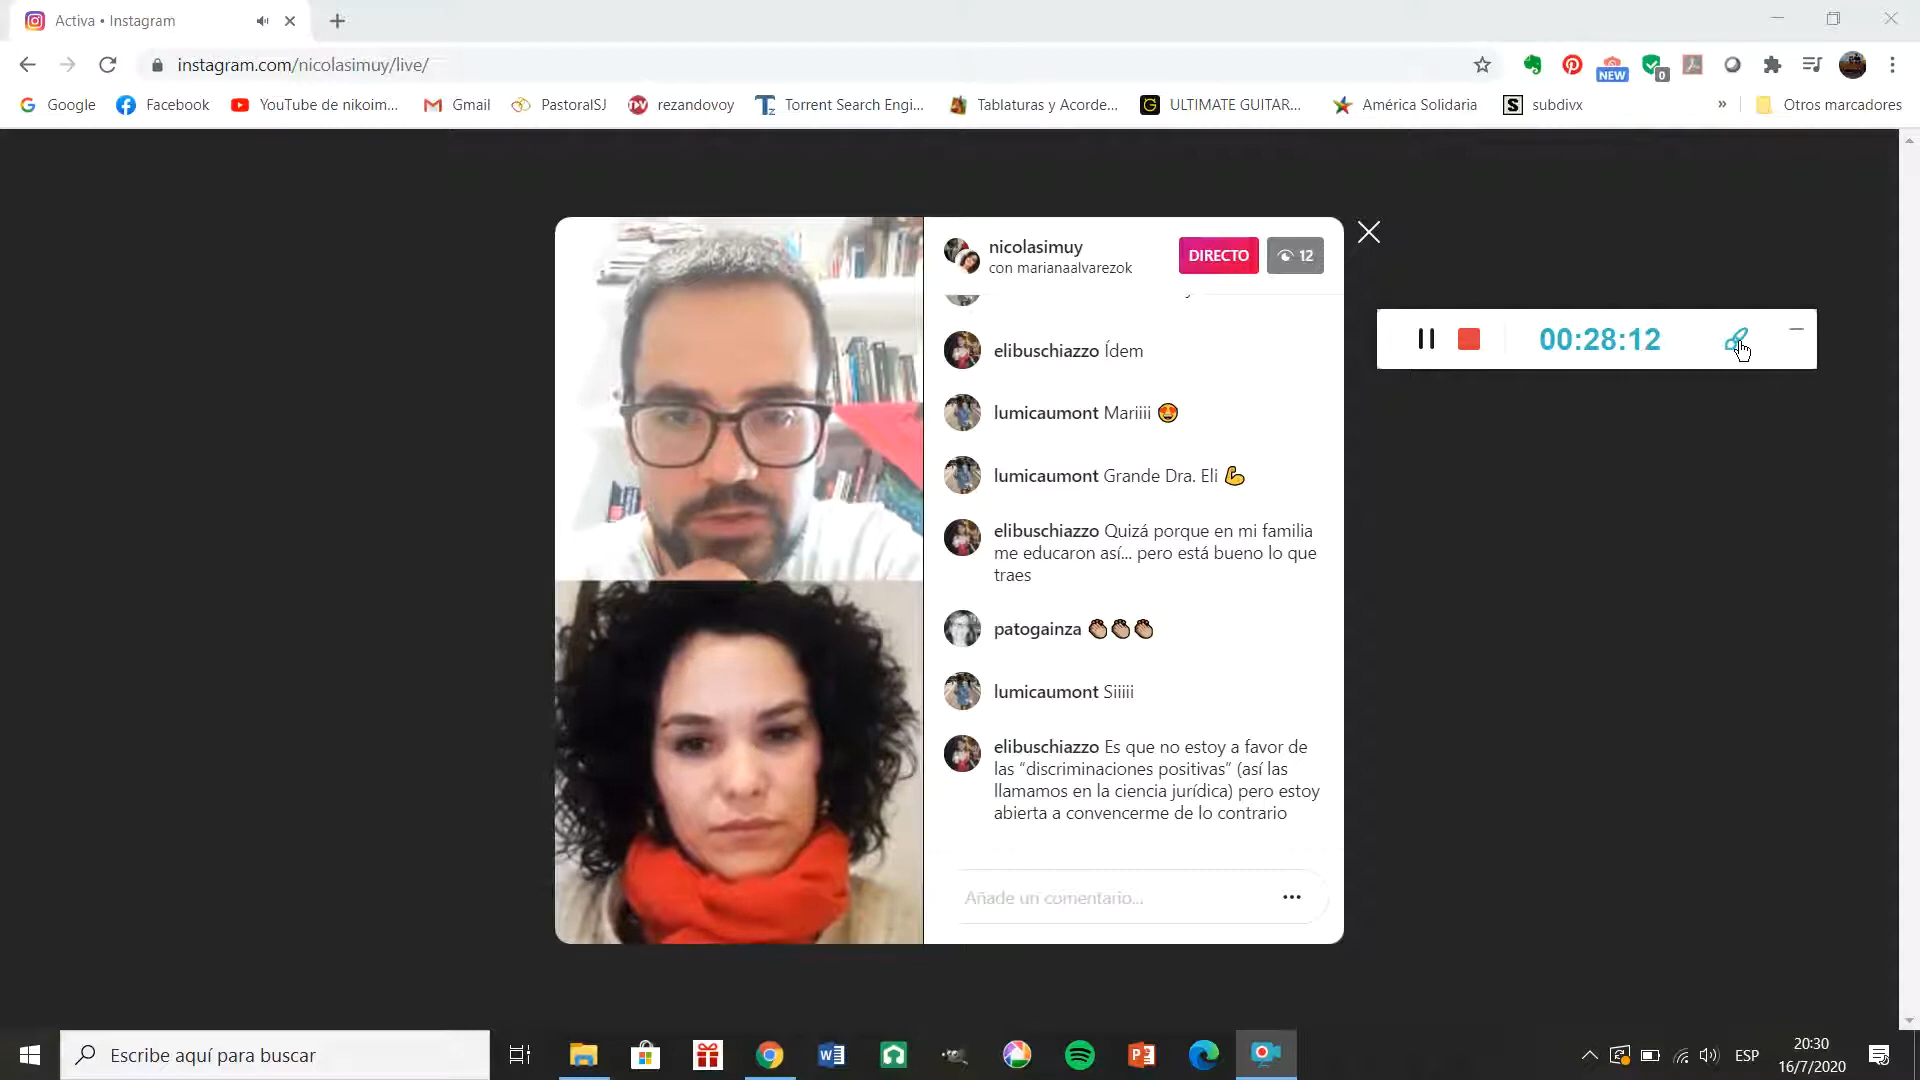 Activa • Instagram
instagram.com/nicolasimuy/live/
NEW
0
Google
Facebook
YouTube de nikoim...
Gmail
PastoralSJ
rezandovoy
Torrent Search Engi...
Tablaturas y Acorde...
ULTIMATE GUITAR...
América Solidaria
subdivx
»
Otros marcadores
nicolasimuy
con marianaalvarezok
DIRECTO
12
00:28:12
elibuschiazzo Ídem
lumicaumont Mariiii 😍
lumicaumont Grande Dra. Eli 💪
elibuschiazzo Quizá porque en mi familia
me educaron así... pero está bueno lo que
traes
patogainza 👏🏽👏🏽👏🏽
lumicaumont Siiiii
elibuschiazzo Es que no estoy a favor de
las “discriminaciones positivas” (así las
llamamos en la ciencia jurídica) pero estoy
abierta a convencerme de lo contrario
Añade un comentario...
Escribe aquí para buscar
ESP
20:30
16/7/2020